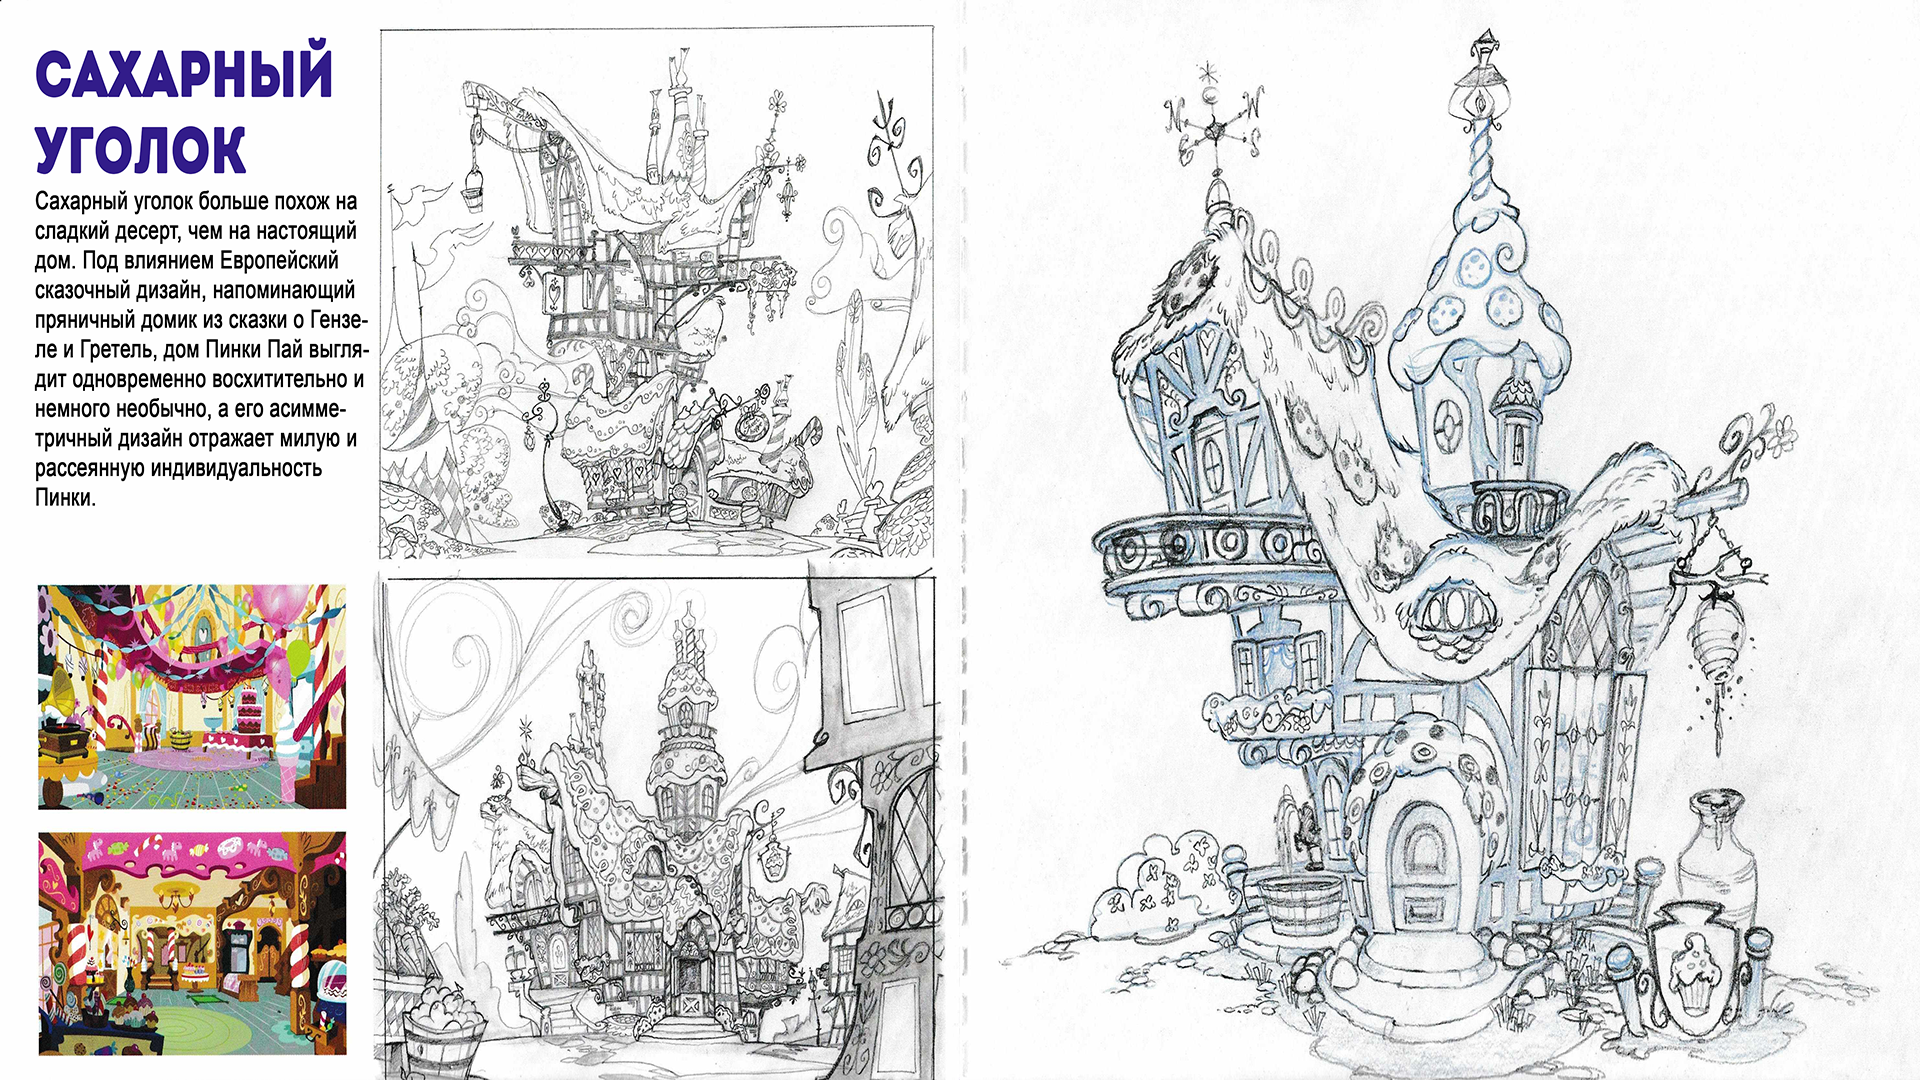 САХАРНЫЙ
УГОЛОК
Сахарный уголок больше похож на
сладкий десерт, чем на настоящий
дом. Под влиянием Европейский
сказочный дизайн, напоминающий
пряничный домик из сказки о Гензе-
ле и Гретель, дом Пинки Пай выгля-
дит одновременно восхитительно и
немного необычно, а его асимме-
тричный дизайн отражает милую и
рассеянную индивидуальность
Пинки.
N W
E S